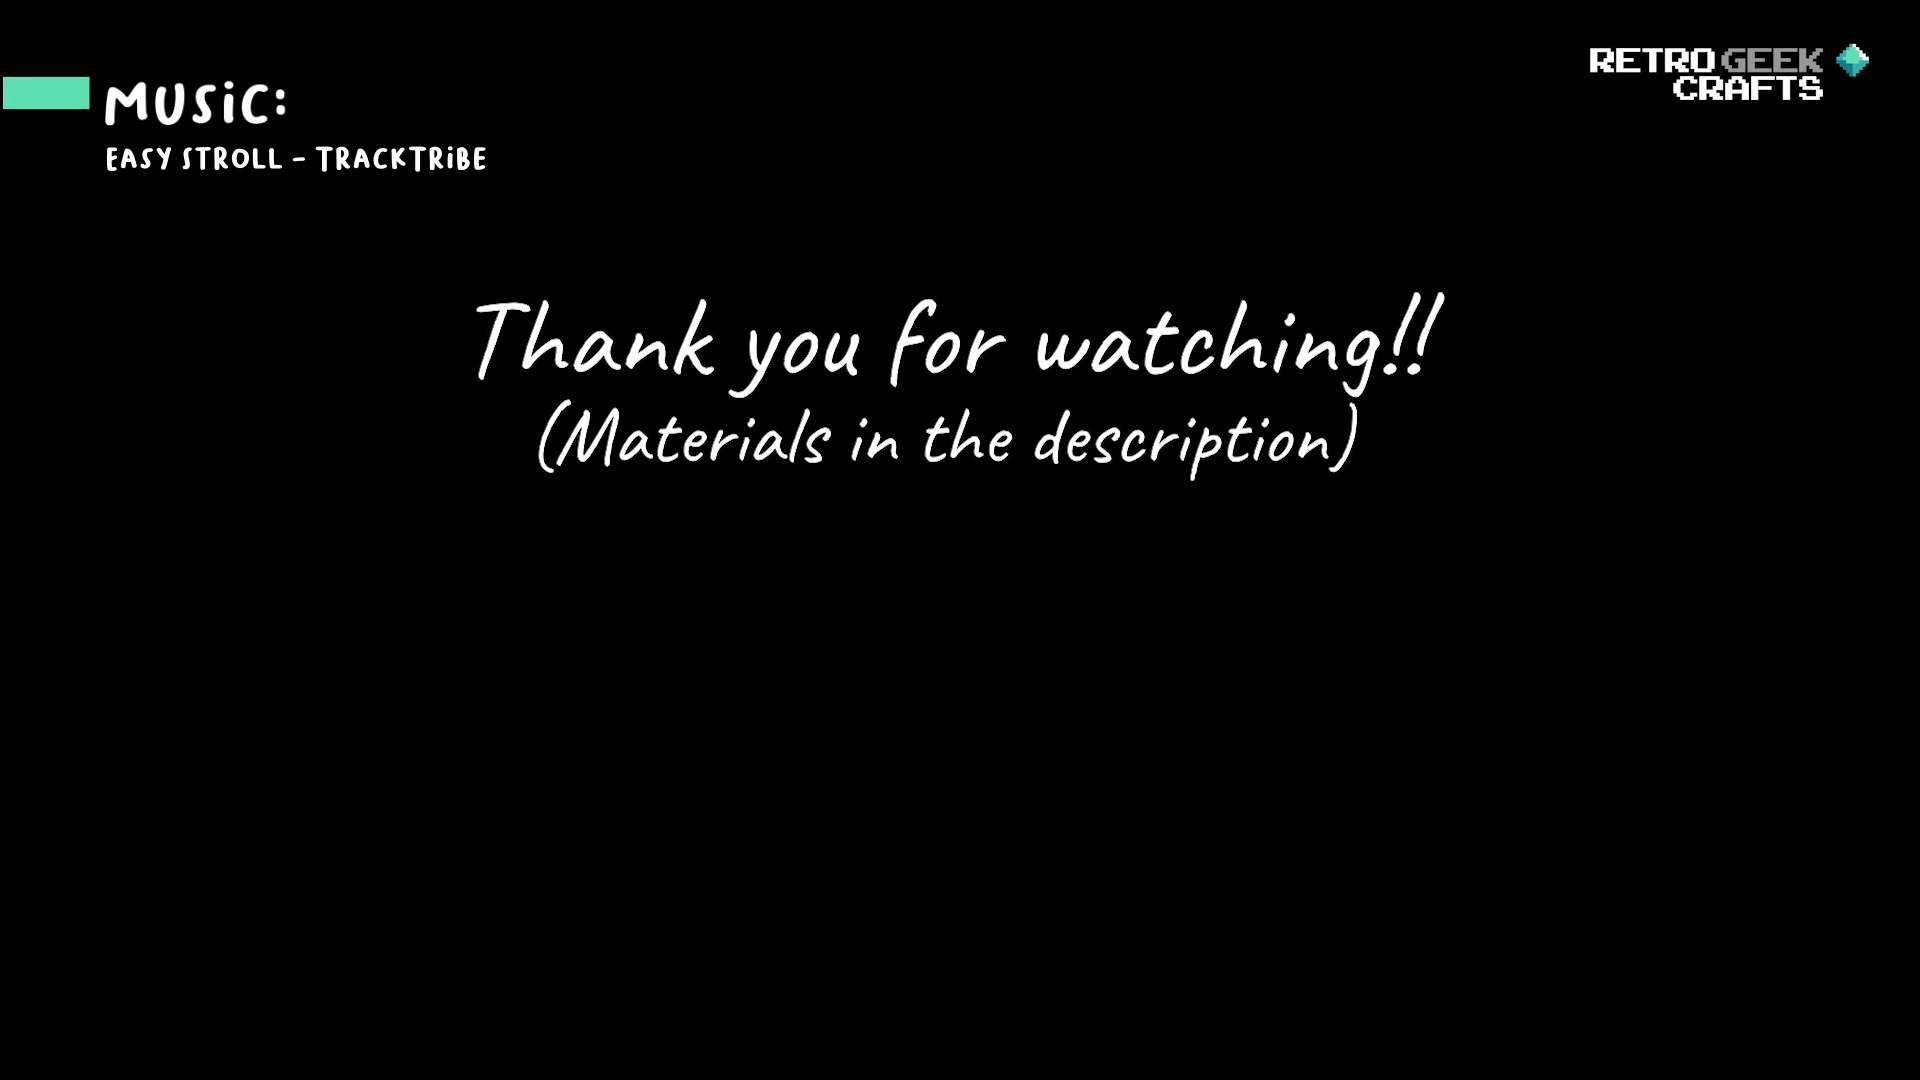 MUSiC:
EASY STROLL - TRACKTRiBE
RETRO GEEK
CRAFTS
Thank you for watching!!
(Materials in the description)